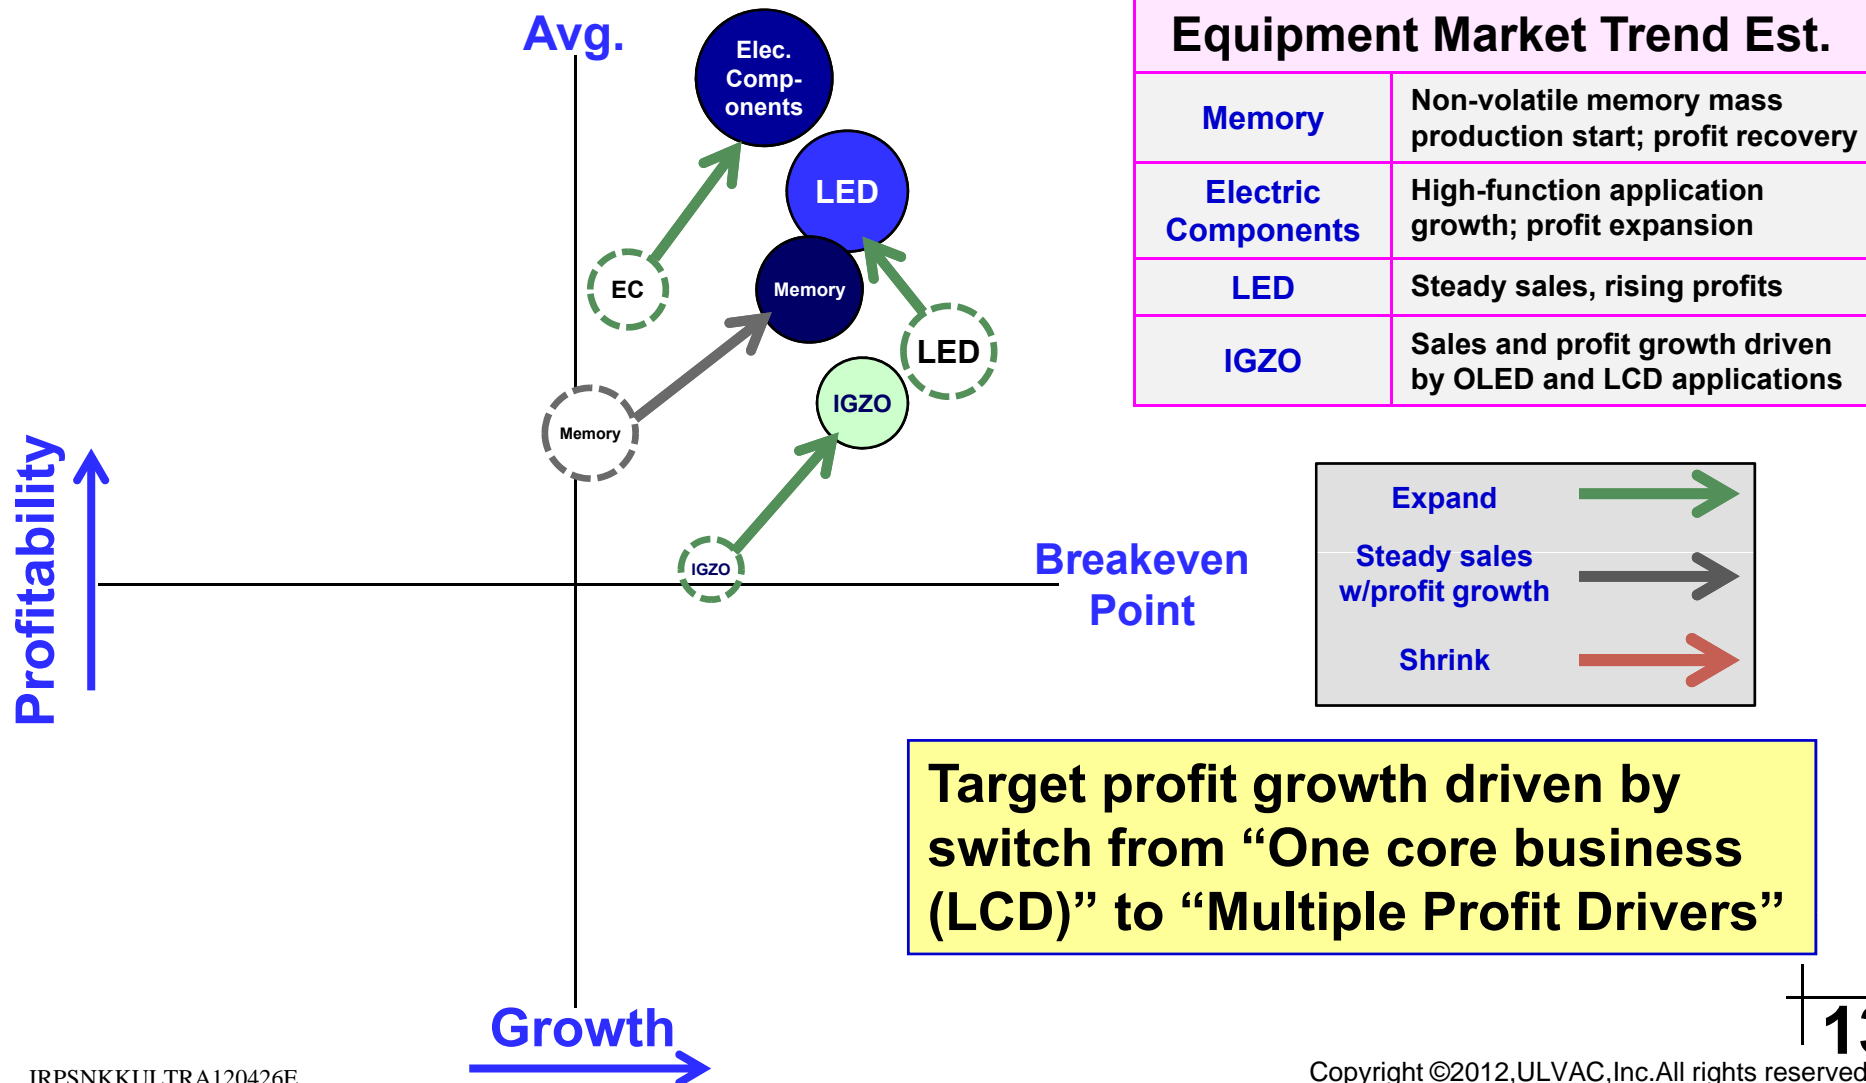 Avg.
Elec.
Comp-
onents
LED
EC
Memory
LED
IGZO
Memory
IGZO
Profitability
Breakeven
Point
Growth
Equipment Market Trend Est.
Memory
Non-volatile memory mass
production start; profit recovery
Electric
Components
High-function application
growth; profit expansion
LED
Steady sales, rising profits
IGZO
Sales and profit growth driven
by OLED and LCD applications
Expand
Steady sales
w/profit growth
Shrink
Target profit growth driven by
switch from “One core business
(LCD)” to “Multiple Profit Drivers”
IRPSNKKULTRA120426E
Copyright ©2012,ULVAC,Inc.All rights reserved